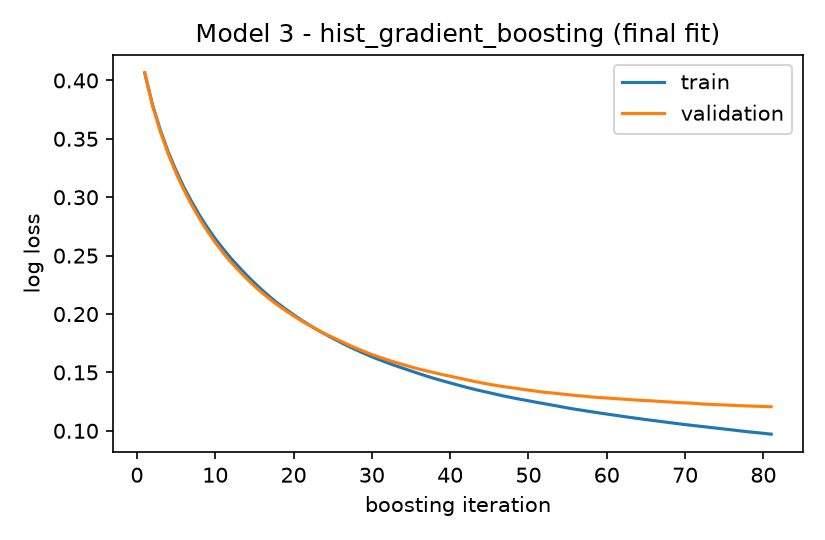 Model 3 - hist_gradient_boosting (final fit)
train
validation
log loss
0.40
0.35
0.30
0.25
0.20
0.15
0.10
0 10 20 30 40 50 60 70 80
boosting iteration